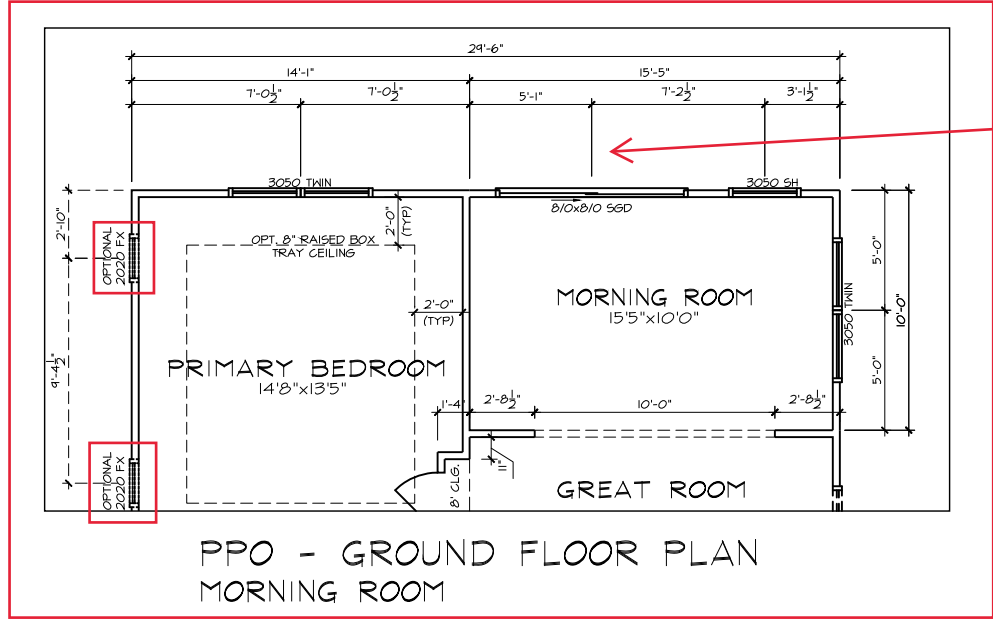 29'-6"
14'-1" 15'-5"
7'-0½" 7'-0½" 5'-1" 7'-2½" 3'-1½"
3050 TWIN 3050 SH
8/0x8/0 SGD
2'-10"
OPTIONAL
2020 FX
2'-0"
(TYP)
OPT. 8" RAISED BOX
TRAY CEILING
5'-0"
10'-0"
3050 TWIN
MORNING ROOM
15'5"x10'0"
2'-0"
(TYP)
9'-4½"
PRIMARY BEDROOM
14'8"x13'5"
5'-0"
1'-4" 2'-8½" 10'-0" 2'-8½"
11"
OPTIONAL
2020 FX
8' CLG.
GREAT ROOM
PPO - GROUND FLOOR PLAN
MORNING ROOM